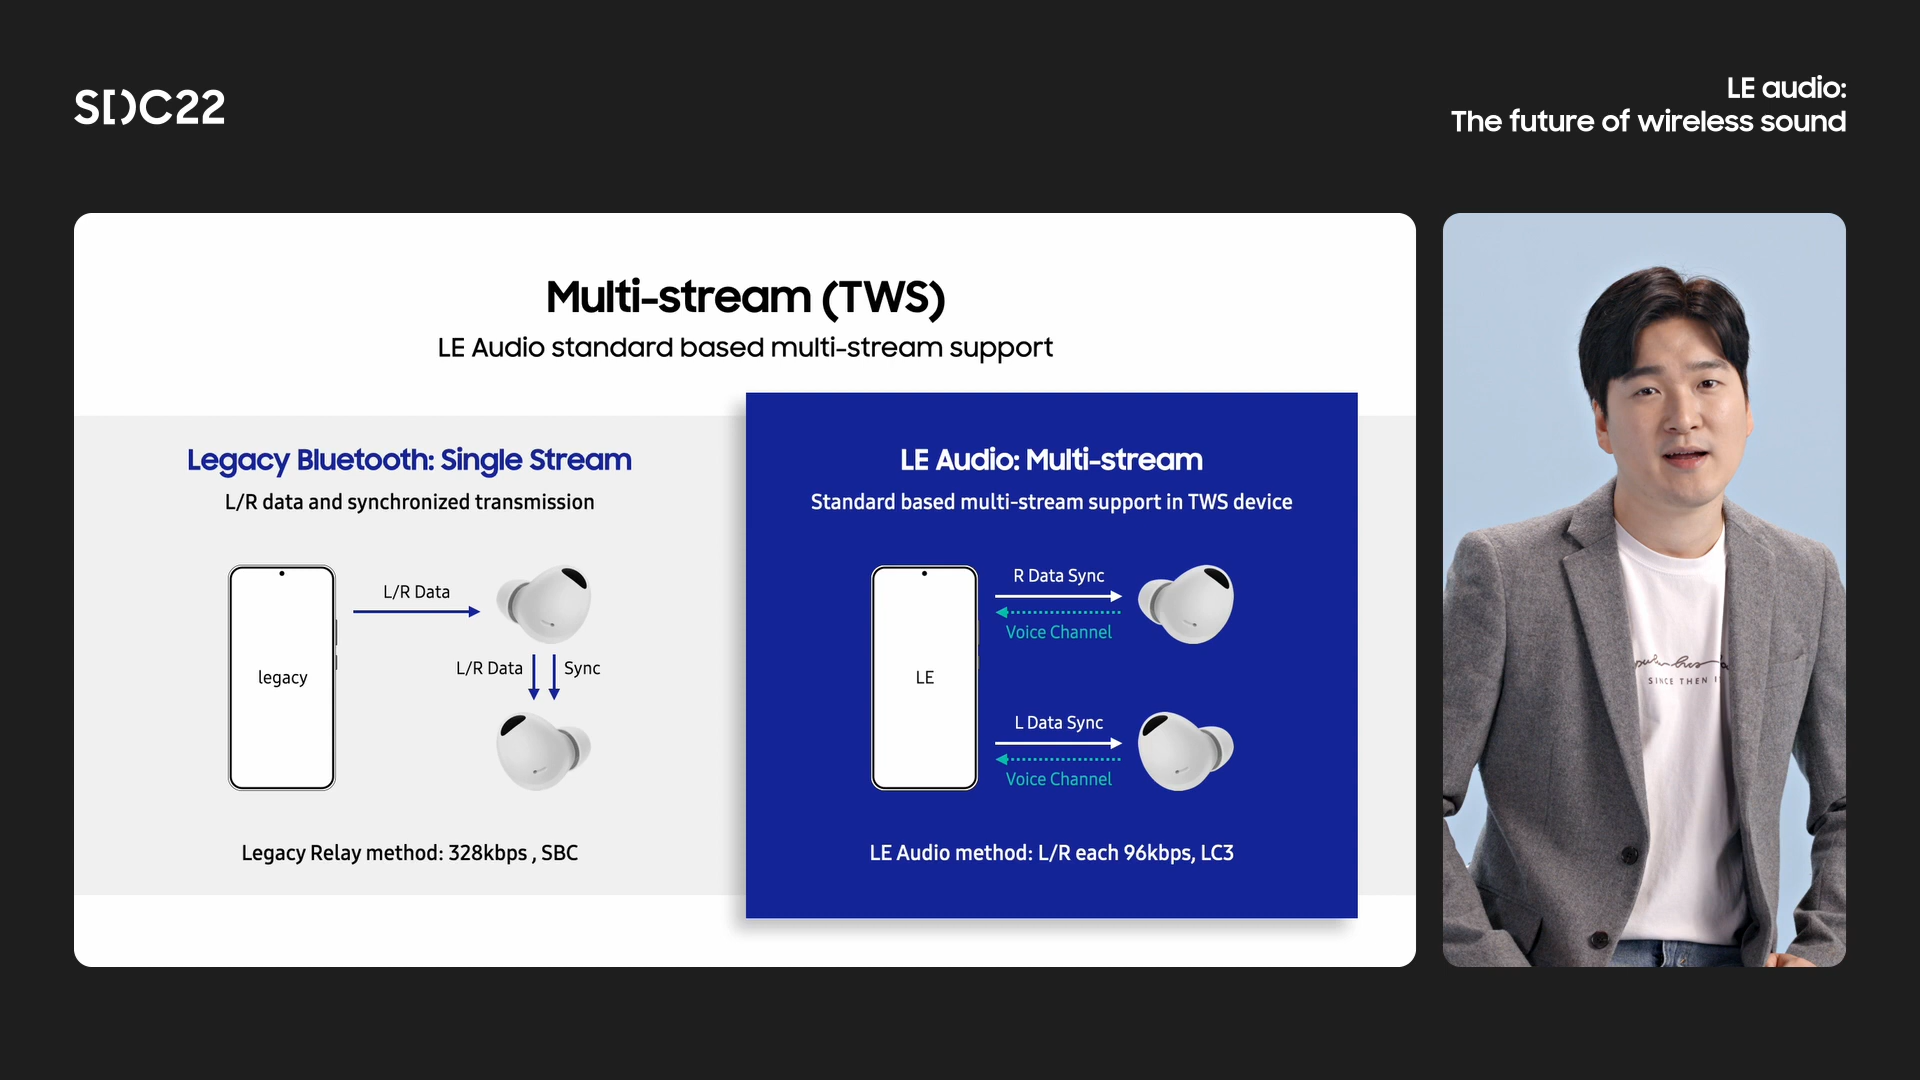 SDC22
LE audio:
The future of wireless sound
Multi-stream (TWS)
LE Audio standard based multi-stream support
Legacy Bluetooth: Single Stream
L/R data and synchronized transmission
legacy
L/R Data
L/R Data
Sync
Legacy Relay method: 328kbps , SBC
LE Audio: Multi-stream
Standard based multi-stream support in TWS device
LE
R Data Sync
Voice Channel
L Data Sync
Voice Channel
LE Audio method: L/R each 96kbps, LC3
SINCE THEN